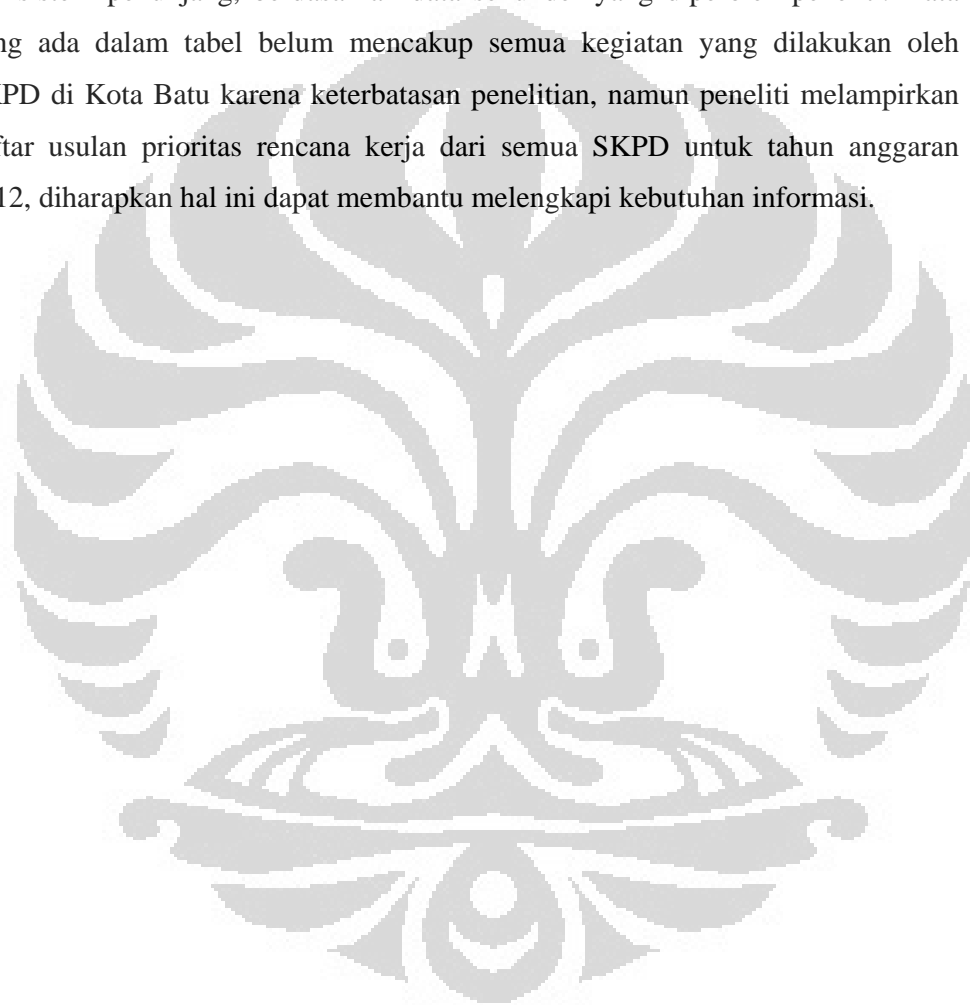 ng ada dalam tabel belum mencakup semua kegiatan yang dilakukan oleh
PD di Kota Batu karena keterbatasan penelitian, namun peneliti melampirkan
tar usulan prioritas rencana kerja dari semua SKPD untuk tahun anggaran
12, diharapkan hal ini dapat membantu melengkapi kebutuhan informasi.